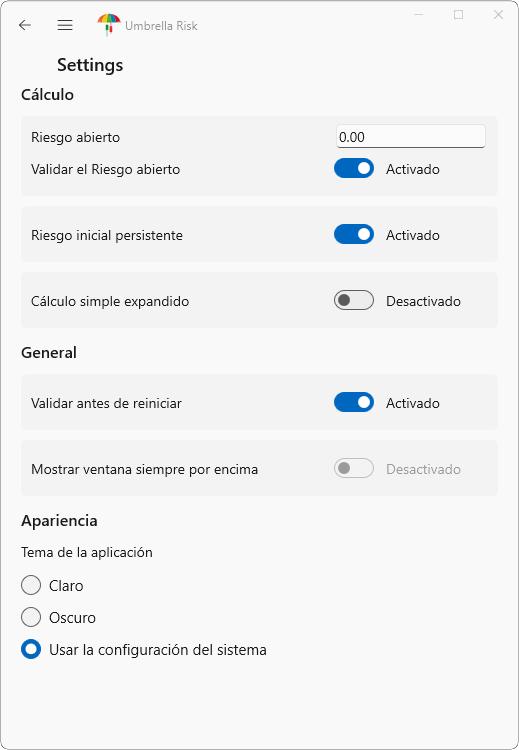 Umbrella Risk
Settings
Cálculo
Riesgo abierto 0.00
Validar el Riesgo abierto Activado
Riesgo inicial persistente Activado
Cálculo simple expandido Desactivado
General
Validar antes de reiniciar Activado
Mostrar ventana siempre por encima Desactivado
Apariencia
Tema de la aplicación
Claro
Oscuro
Usar la configuración del sistema